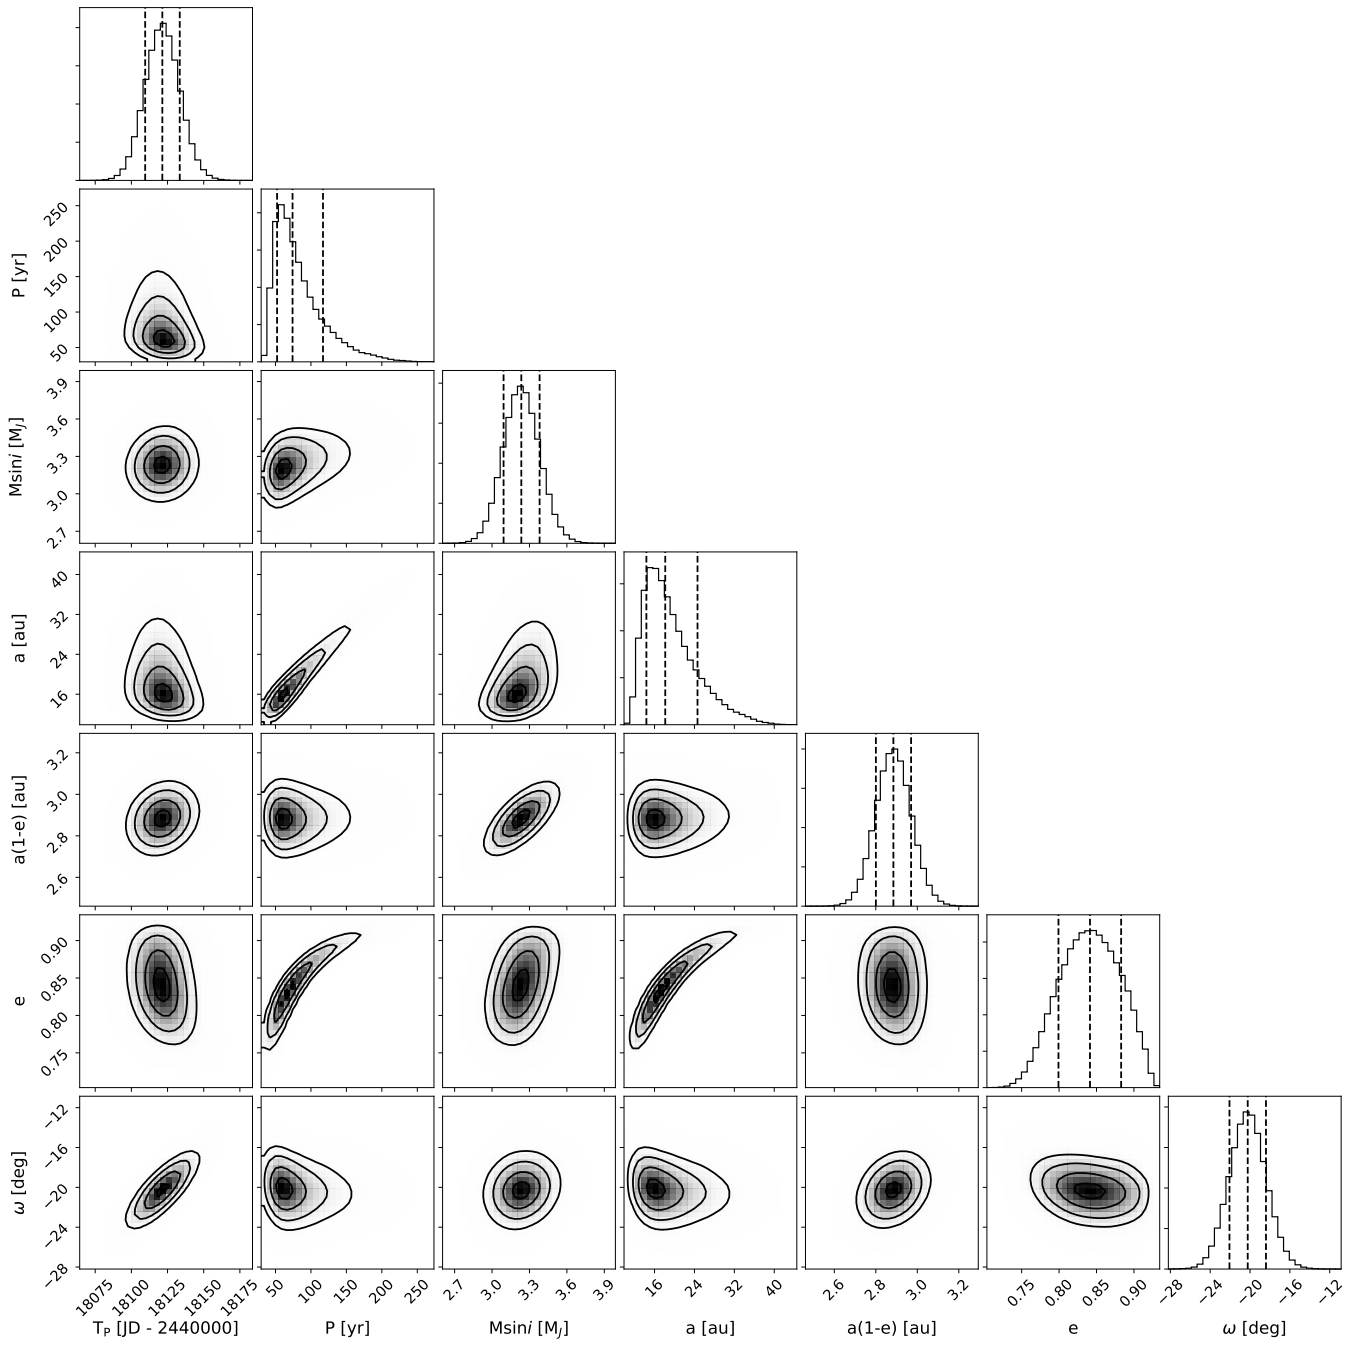 P [yr]
250
200
150
100
50
Msini [M_J]
3.9
3.6
3.3
3.0
2.7
a [au]
40
32
24
16
a(1-e) [au]
3.2
3.0
2.8
2.6
e
0.90
0.85
0.80
0.75
ω [deg]
−12
−16
−20
−24
−28
18075 18100 18125 18150 18175
50 100 150 200 250
2.7 3.0 3.3 3.6 3.9
16 24 32 40
2.6 2.8 3.0 3.2
0.75 0.80 0.85 0.90
−28 −24 −20 −16 −12
T_P [JD - 2440000]
P [yr]
Msini [M_J]
a [au]
a(1-e) [au]
e
ω [deg]